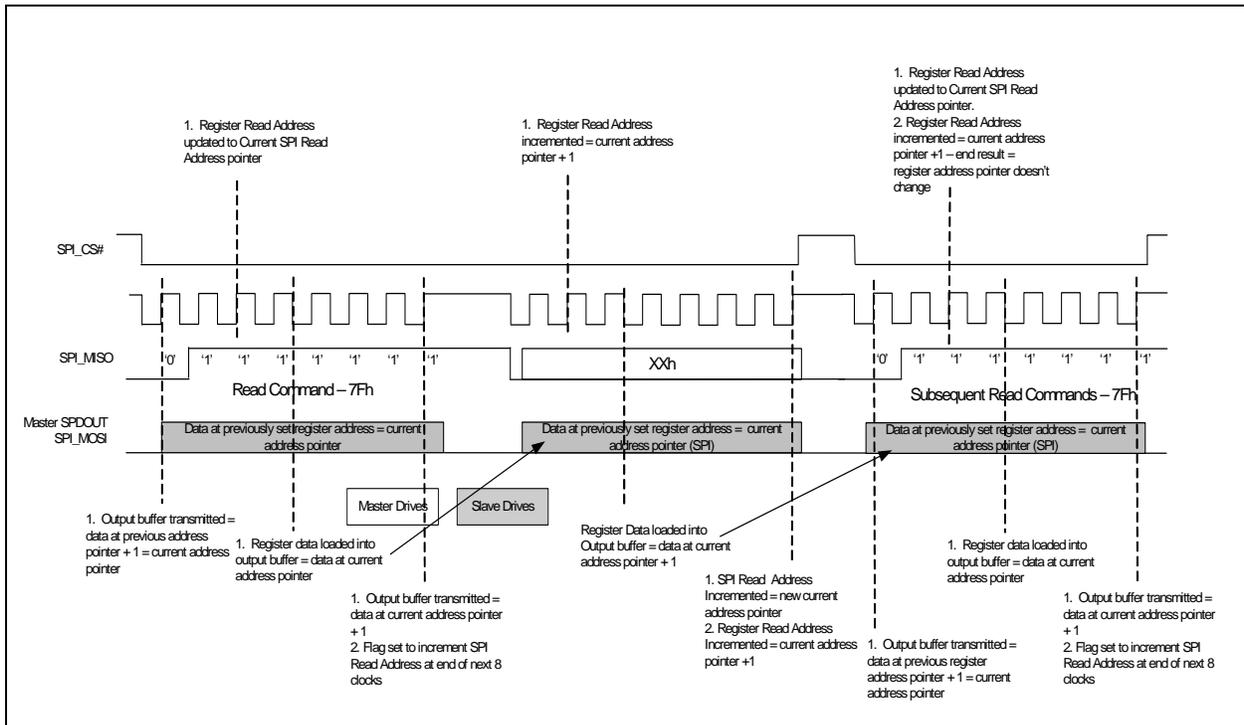 1. Register Read Address
updated to Current SPI Read
Address pointer
1. Register Read Address
incremented = current address
pointer + 1
1. Register Read Address
updated to Current SPI Read
Address pointer.
2. Register Read Address
incremented = current address
pointer +1 – end result =
register address pointer doesn't
change
SPI_CS#
SPI_MISO
'0' '1' '1' '1' '1' '1' '1' '1'
XXh
'0' '1' '1' '1' '1' '1' '1' '1'
Read Command – 7Fh
Subsequent Read Commands – 7Fh
Master SPDOUT
SPI_MOSI
Data at previously set register address = current
address pointer
Data at previously set register address = current
address pointer (SPI)
Data at previously set register address = current
address pointer (SPI)
Master Drives
Slave Drives
1. Output buffer transmitted =
data at previous address
pointer + 1 = current address
pointer
1. Register data loaded into
output buffer = data at current
address pointer
1. Output buffer transmitted =
data at current address pointer
+ 1
2. Flag set to increment SPI
Read Address at end of next 8
clocks
Register Data loaded into
Output buffer = data at current
address pointer + 1
1. SPI Read Address
Incremented = new current
address pointer
2. Register Read Address
Incremented = current address
pointer +1
1. Output buffer transmitted =
data at previous register
address pointer + 1 = current
address pointer
1. Register data loaded into
output buffer = data at current
address pointer
1. Output buffer transmitted =
data at current address pointer
+ 1
2. Flag set to increment SPI
Read Address at end of next 8
clocks